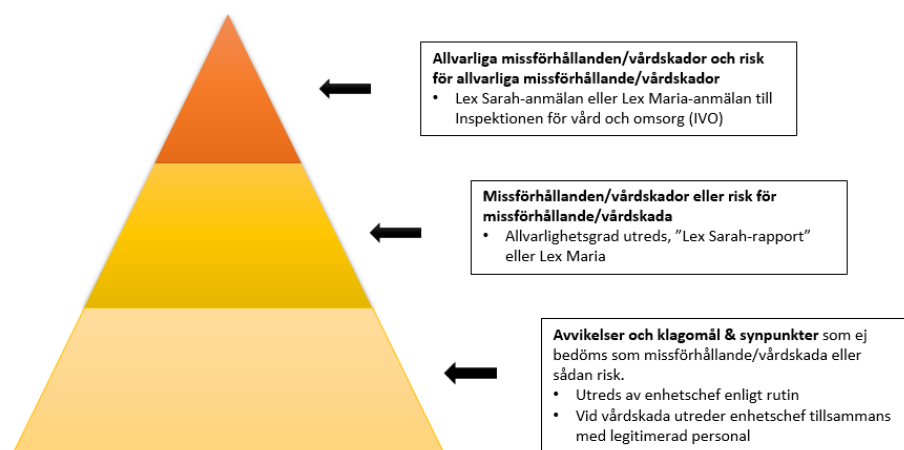 Allvarliga missförhållanden/vårdskador och risk
för allvarliga missförhållande/vårdskador
• Lex Sarah-anmälan eller Lex Maria-anmälan till
Inspektionen för vård och omsorg (IVO)
Missförhållanden/vårdskador eller risk för
missförhållande/vårdskada
• Allvarlighetsgrad utreds, ”Lex Sarah-rapport”
eller Lex Maria
Avvikelser och klagomål & synpunkter som ej
bedöms som missförhållande/vårdskada eller
sådan risk.
• Utreds av enhetschef enligt rutin
• Vid vårdskada utreder enhetschef tillsammans
med legitimerad personal